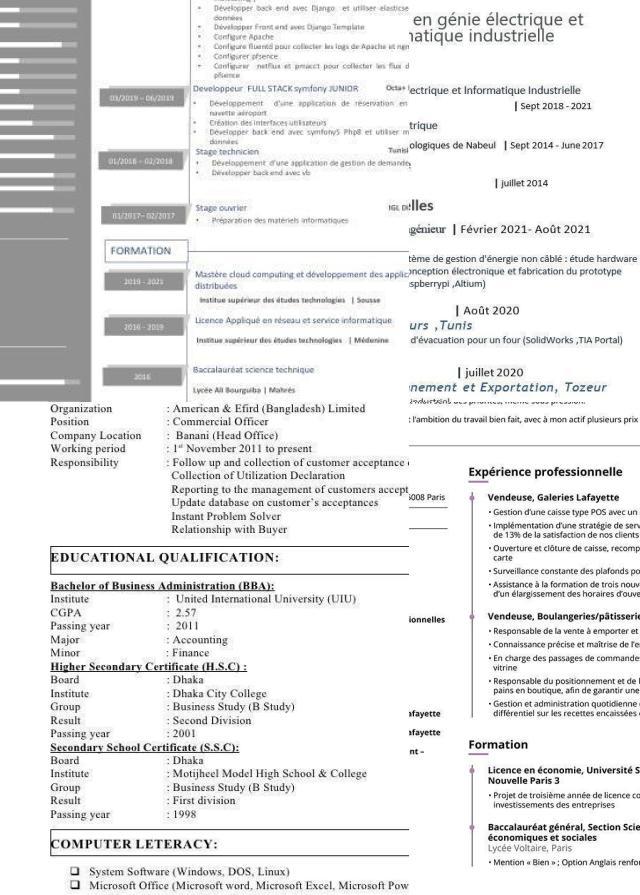 Développer back end avec Django et utiliser elasticse
données
Développer Front end avec Django Template
Configure Apache
Configure fluentd pour collecter les logs de Apache et ngn
Configurer pfsence
Configurer netflux et pmacct pour collecter les flux d
pfsence
03/2019 – 06/2019
Developpeur FULL STACK symfony JUNIOR
Octa+
Développement d'une application de réservation en
navette aéroport
Création des interfaces utilisateurs
Développer back end avec symfony5 Php8 et utiliser m
données
01/2018 – 02/2018
Stage technicien
Tunisi
Développement d'une application de gestion de demande
Développer back avec vb
01/2017– 02/2017
Stage ouvrier
Préparation des matériels informatiques
FORMATION
2019 - 2021
Mastère cloud computing et développement des applic
distribuées
Institue supérieur des études technologies | Sousse
2016 - 2019
Licence Appliqué en réseau et service informatique
Institue supérieur des études technologies | Médenine
2016
Baccalauréat science technique
Lycée Ali Bourguiba | Mahrès
en génie électrique et
matique industrielle
lectrique et Informatique Industrielle
| Sept 2018 - 2021
trique
ologiques de Nabeul | Sept 2014 - June 2017
| juillet 2014
lles
ngénieur | Février 2021- Août 2021
tème de gestion d'énergie non câblé : étude hardware
onception électronique et fabrication du prototype
spberrypi ,Altium)
| Août 2020
urs ,Tunis
d'évacuation pour un four (SolidWorks ,TIA Portal)
| juillet 2020
nement et Exportation, Tozeur
Organization : American & Efird (Bangladesh) Limited
Position : Commercial Officer
Company Location : Banani (Head Office)
Working period : 1st November 2011 to present
Responsibility : Follow up and collection of customer acceptance
Collection of Utilization Declaration
Reporting to the management of customers accept
Update database on customer's acceptances
Instant Problem Solver
Relationship with Buyer
EDUCATIONAL QUALIFICATION:
Bachelor of Business Administration (BBA):
Institute : United International University (UIU)
CGPA : 2.57
Passing year : 2011
Major : Accounting
Minor : Finance
Higher Secondary Certificate (H.S.C) :
Board : Dhaka
Institute : Dhaka City College
Group : Business Study (B Study)
Result : Second Division
Passing year : 2001
Secondary School Certificate (S.S.C):
Board : Dhaka
Institute : Motijheel Model High School & College
Group : Business Study (B Study)
Result : First division
Passing year : 1998
COMPUTER LETERACY:
System Software (Windows, DOS, Linux)
Microsoft Office (Microsoft word, Microsoft Excel, Microsoft Pow
l'ambition du travail bien fait, avec à mon actif plusieurs prix
5008 Paris
ionnelles
afayette
afayette
nt –
Expérience professionnelle
Vendeuse, Galeries Lafayette
• Gestion d'une caisse type POS avec un
• Implémentation d'une stratégie de serv
de 13% de la satisfaction de nos clients
• Ouverture et clôture de caisse, recomp
carte
• Surveillance constante des plafonds po
• Assistance à la formation de trois nouv
d'un élargissement des horaires d'ouve
Vendeuse, Boulangeries/pâtisserie
• Responsable de la vente à emporter et
• Connaissance précise et maîtrise de l'e
• En charge des passages de commande
vitrine
• Responsable du positionnement et de l
pains en boutique, afin de garantir une
• Gestion et administration quotidienne
différentiel sur les recettes encaissées
Formation
Licence en économie, Université S
Nouvelle Paris 3
• Projet de troisième année de licence co
investissements des entreprises
Baccalauréat général, Section Scie
économiques et sociales
Lycée Voltaire, Paris
• Mention « Bien » ; Option Anglais renfor